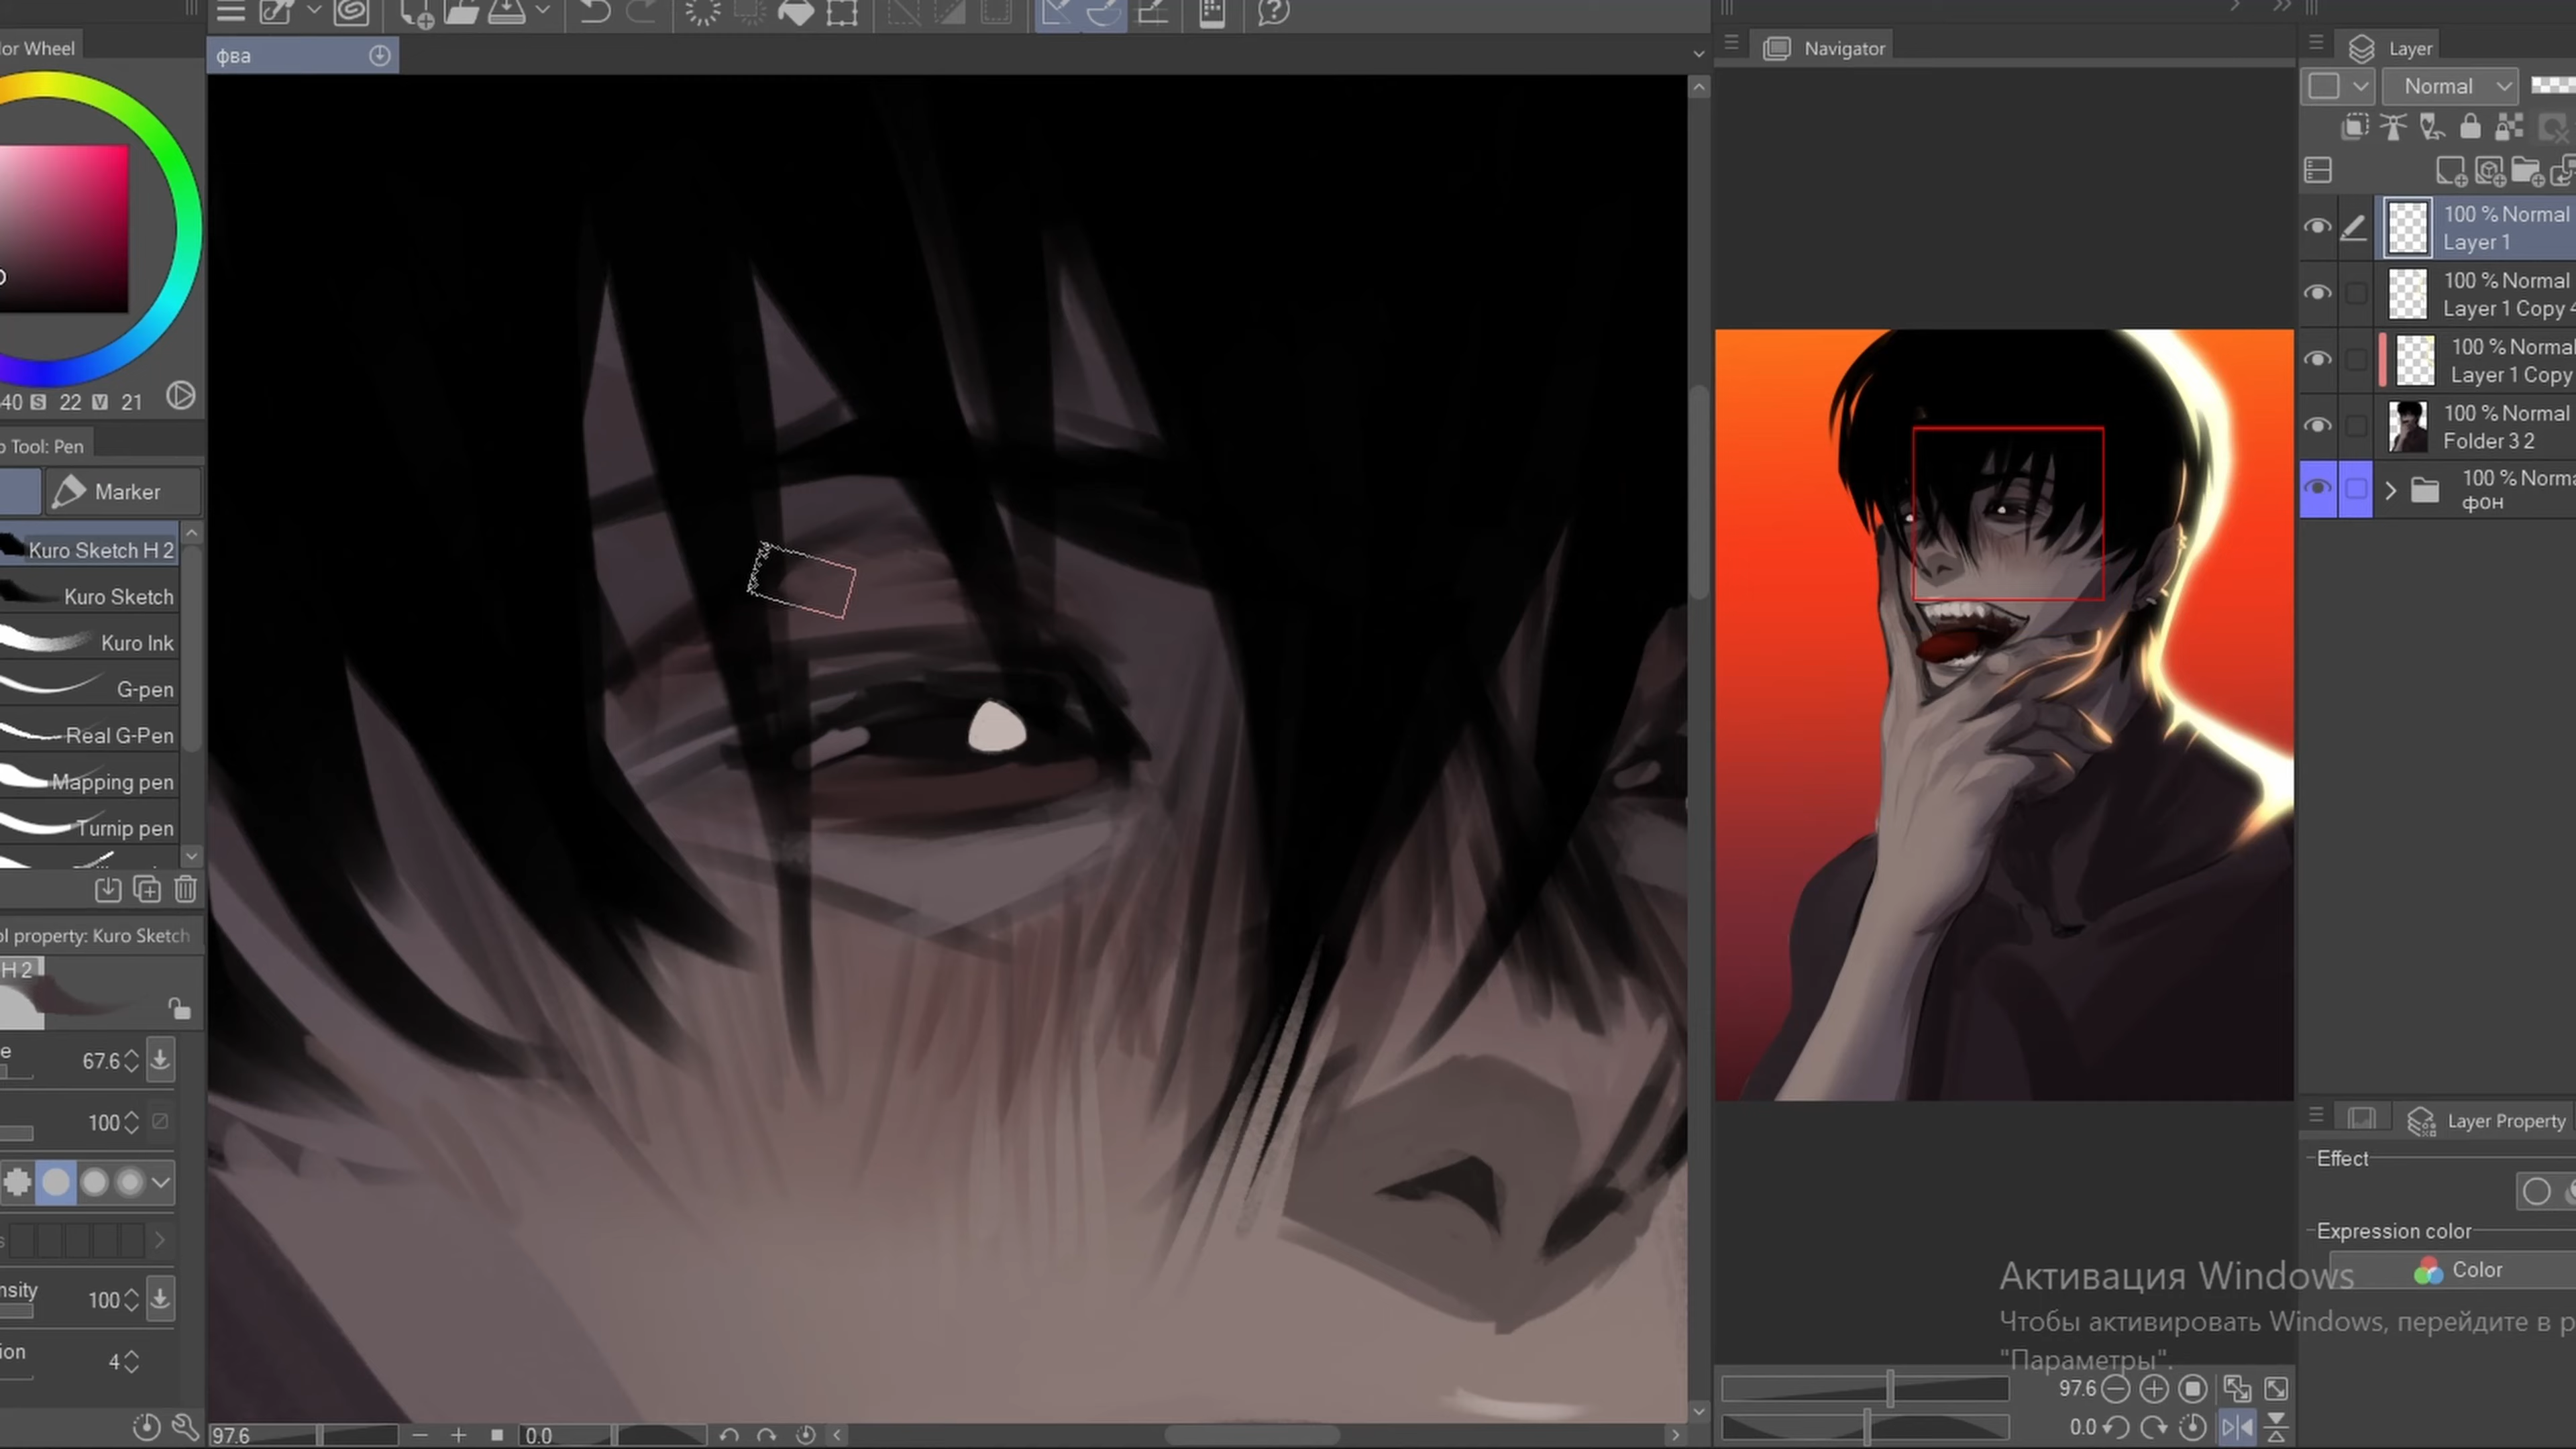 or Wheel
40 S 22 V 21
Tool: Pen
Marker
Kuro Sketch H 2
Kuro Sketch
Kuro Ink
G-pen
Real G-Pen
Mapping pen
Turnip pen
ol property: Kuro Sketch
H 2
67.6
100
nsity 100
ion 4
фва
97.6
0.0
Navigator
97.6
0.0
Layer
Normal
100 % Normal
Layer 1
100 % Normal
Layer 1 Copy 4
100 % Normal
Layer 1 Copy
100 % Normal
Folder 3 2
100 % Norma
фон
Layer Property
Effect
Expression color
Color
Активация Windows
Чтобы активировать Windows, перейдите в р
"Параметры".